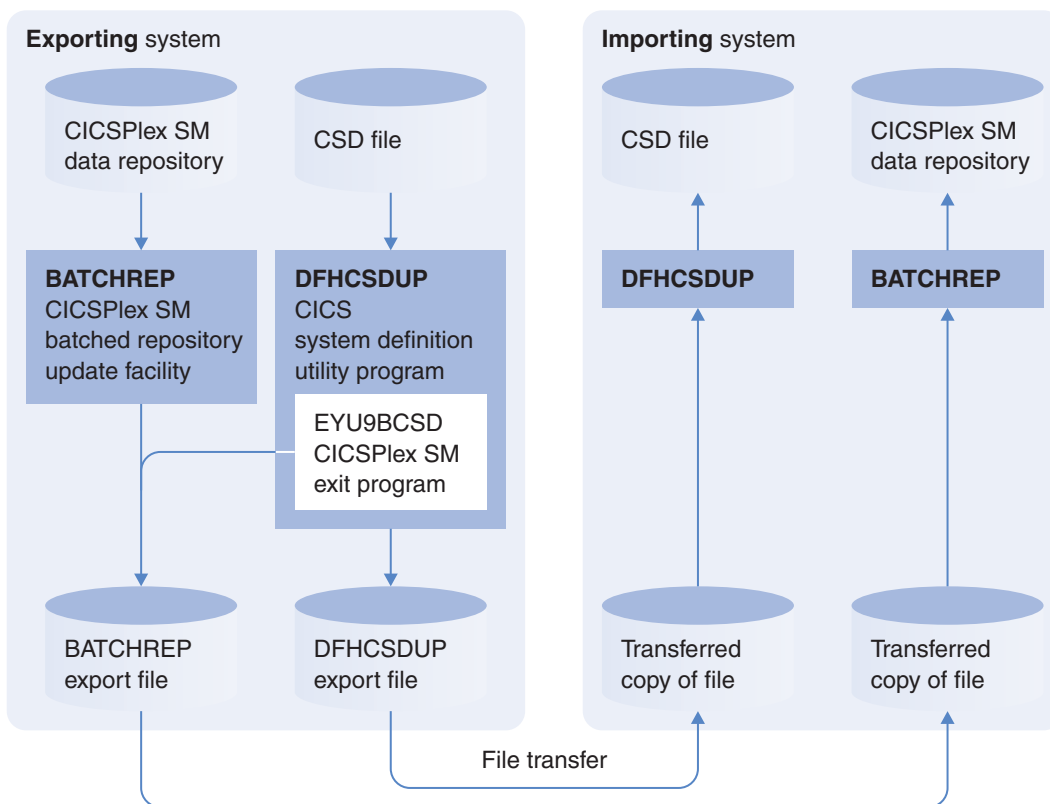 Exporting system
CICSPlex SM
data repository
CSD file
BATCHREP
CICSPlex SM
batched repository
update facility
DFHCSDUP
CICS
system definition
utility program
EYU9BCSD
CICSPlex SM
exit program
BATCHREP
export file
DFHCSDUP
export file
Importing system
CSD file
CICSPlex SM
data repository
DFHCSDUP
BATCHREP
Transferred
copy of file
Transferred
copy of file
File transfer